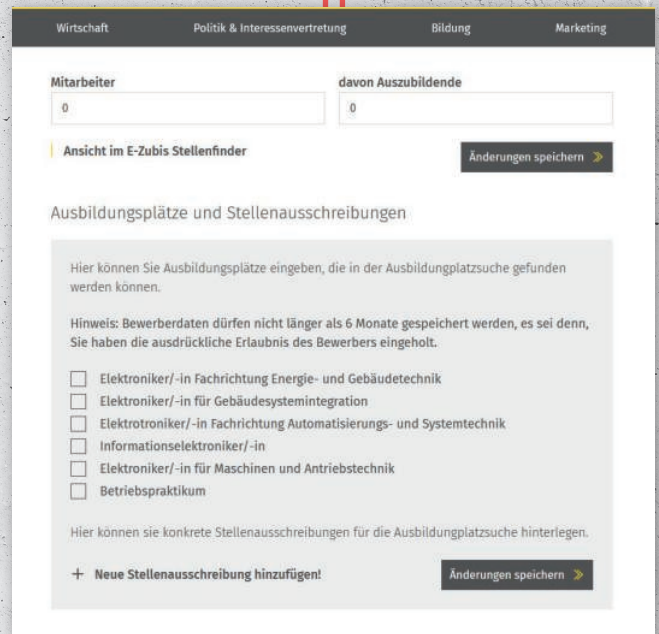 Wirtschaft Politik & Interessenvertretung Bildung Marketing
Mitarbeiter davon Auszubildende
0 0
Ansicht im E-Zubis Stellenfinder Änderungen speichern
Ausbildungsplätze und Stellenausschreibungen
Hier können Sie Ausbildungsplätze eingeben, die in der Ausbildungplatzsuche gefunden
werden können.
Hinweis: Bewerberdaten dürfen nicht länger als 6 Monate gespeichert werden, es sei denn,
Sie haben die ausdrückliche Erlaubnis des Bewerbers eingeholt.
Elektroniker/-in Fachrichtung Energie- und Gebäudetechnik
Elektroniker/-in für Gebäudesystemintegration
Elektrotroniker/-in Fachrichtung Automatisierungs- und Systemtechnik
Informationselektroniker/-in
Elektroniker/-in für Maschinen und Antriebstechnik
Betriebspraktikum
Hier können sie konkrete Stellenausschreibungen für die Ausbildungplatzsuche hinterlegen.
+ Neue Stellenausschreibung hinzufügen! Änderungen speichern